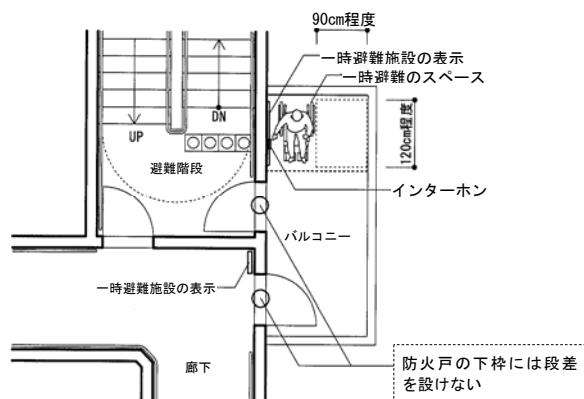 90cm程度
一時避難施設の表示
一時避難のスペース
DN
UP
120cm程度
避難階段
インターホン
バルコニー
一時避難施設の表示
廊下
防火戸の下枠には段差
を設けない